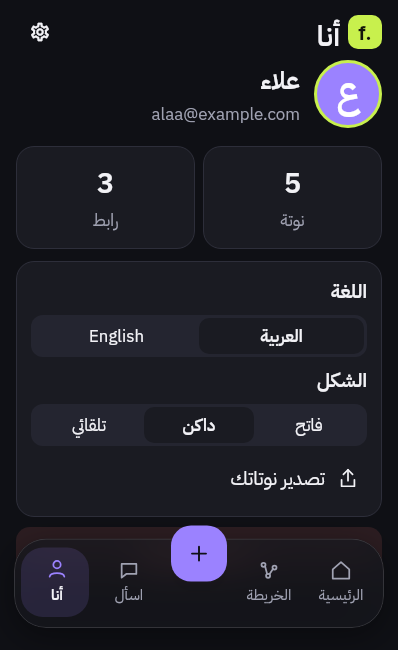 f.
أنا
ع
علاء
alaa@example.com
5
نوتة
3
رابط
اللغة
العربية
English
الشكل
فاتح
داكن
تلقائي
تصدير نوتاتك
الرئيسية
الخريطة
+
اسأل
أنا